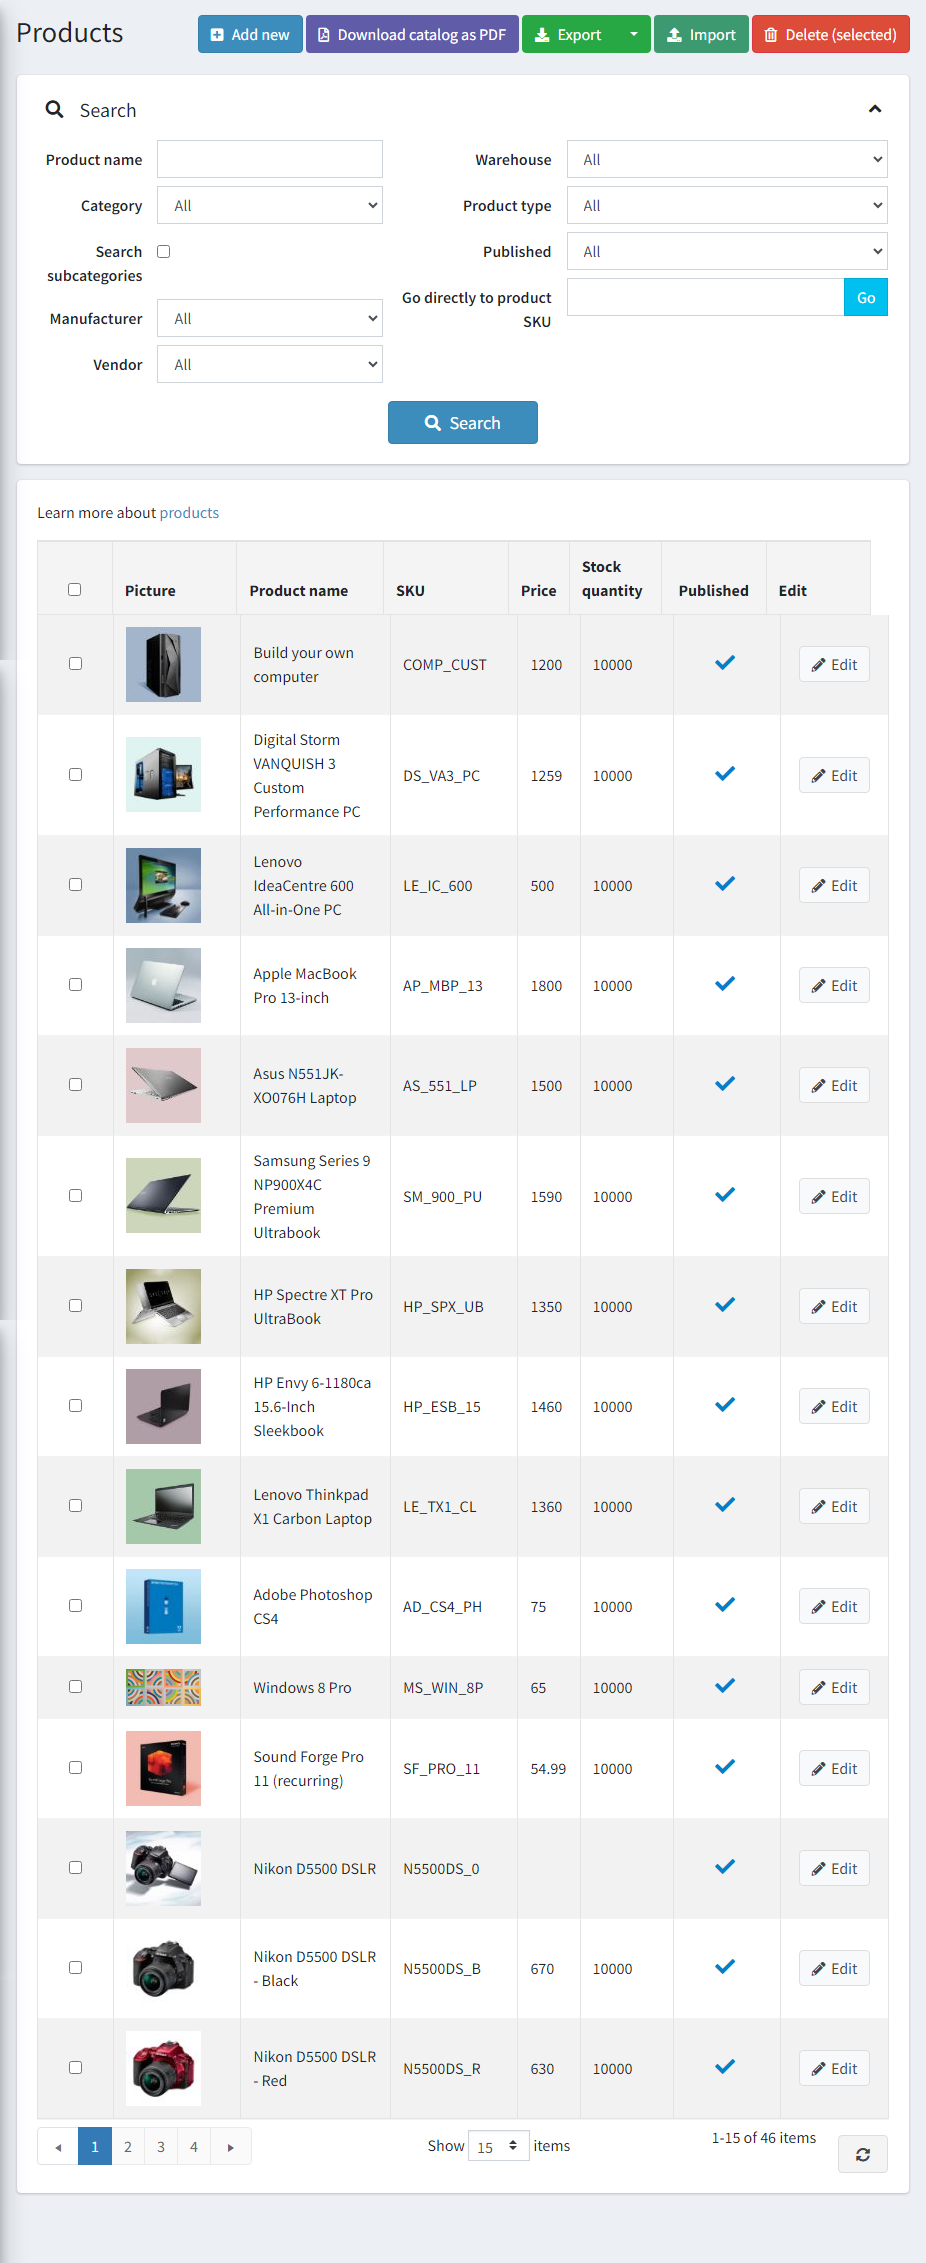 Products
Add new
Download catalog as PDF
Export
Import
Delete (selected)
Search
Product name
Category
All
Search
subcategories
Manufacturer
All
Vendor
All
Warehouse
All
Product type
All
Published
All
Go directly to product
SKU
Go
Search
Learn more about products
Picture
Product name
SKU
Price
Stock
quantity
Published
Edit
Build your own
computer
COMP_CUST
1200
10000
Edit
Digital Storm
VANQUISH 3
Custom
Performance PC
DS_VA3_PC
1259
10000
Edit
Lenovo
IdeaCentre 600
All-in-One PC
LE_IC_600
500
10000
Edit
Apple MacBook
Pro 13-inch
AP_MBP_13
1800
10000
Edit
Asus N551JK-
XO076H Laptop
AS_551_LP
1500
10000
Edit
Samsung Series 9
NP900X4C
Premium
Ultrabook
SM_900_PU
1590
10000
Edit
HP Spectre XT Pro
UltraBook
HP_SPX_UB
1350
10000
Edit
HP Envy 6-1180ca
15.6-Inch
Sleekbook
HP_ESB_15
1460
10000
Edit
Lenovo Thinkpad
X1 Carbon Laptop
LE_TX1_CL
1360
10000
Edit
Adobe Photoshop
CS4
AD_CS4_PH
75
10000
Edit
Windows 8 Pro
MS_WIN_8P
65
10000
Edit
Sound Forge Pro
11 (recurring)
SF_PRO_11
54.99
10000
Edit
Nikon D5500 DSLR
N5500DS_0
Edit
Nikon D5500 DSLR
- Black
N5500DS_B
670
10000
Edit
Nikon D5500 DSLR
- Red
N5500DS_R
630
10000
Edit
1 2 3 4
Show 15 items
1-15 of 46 items